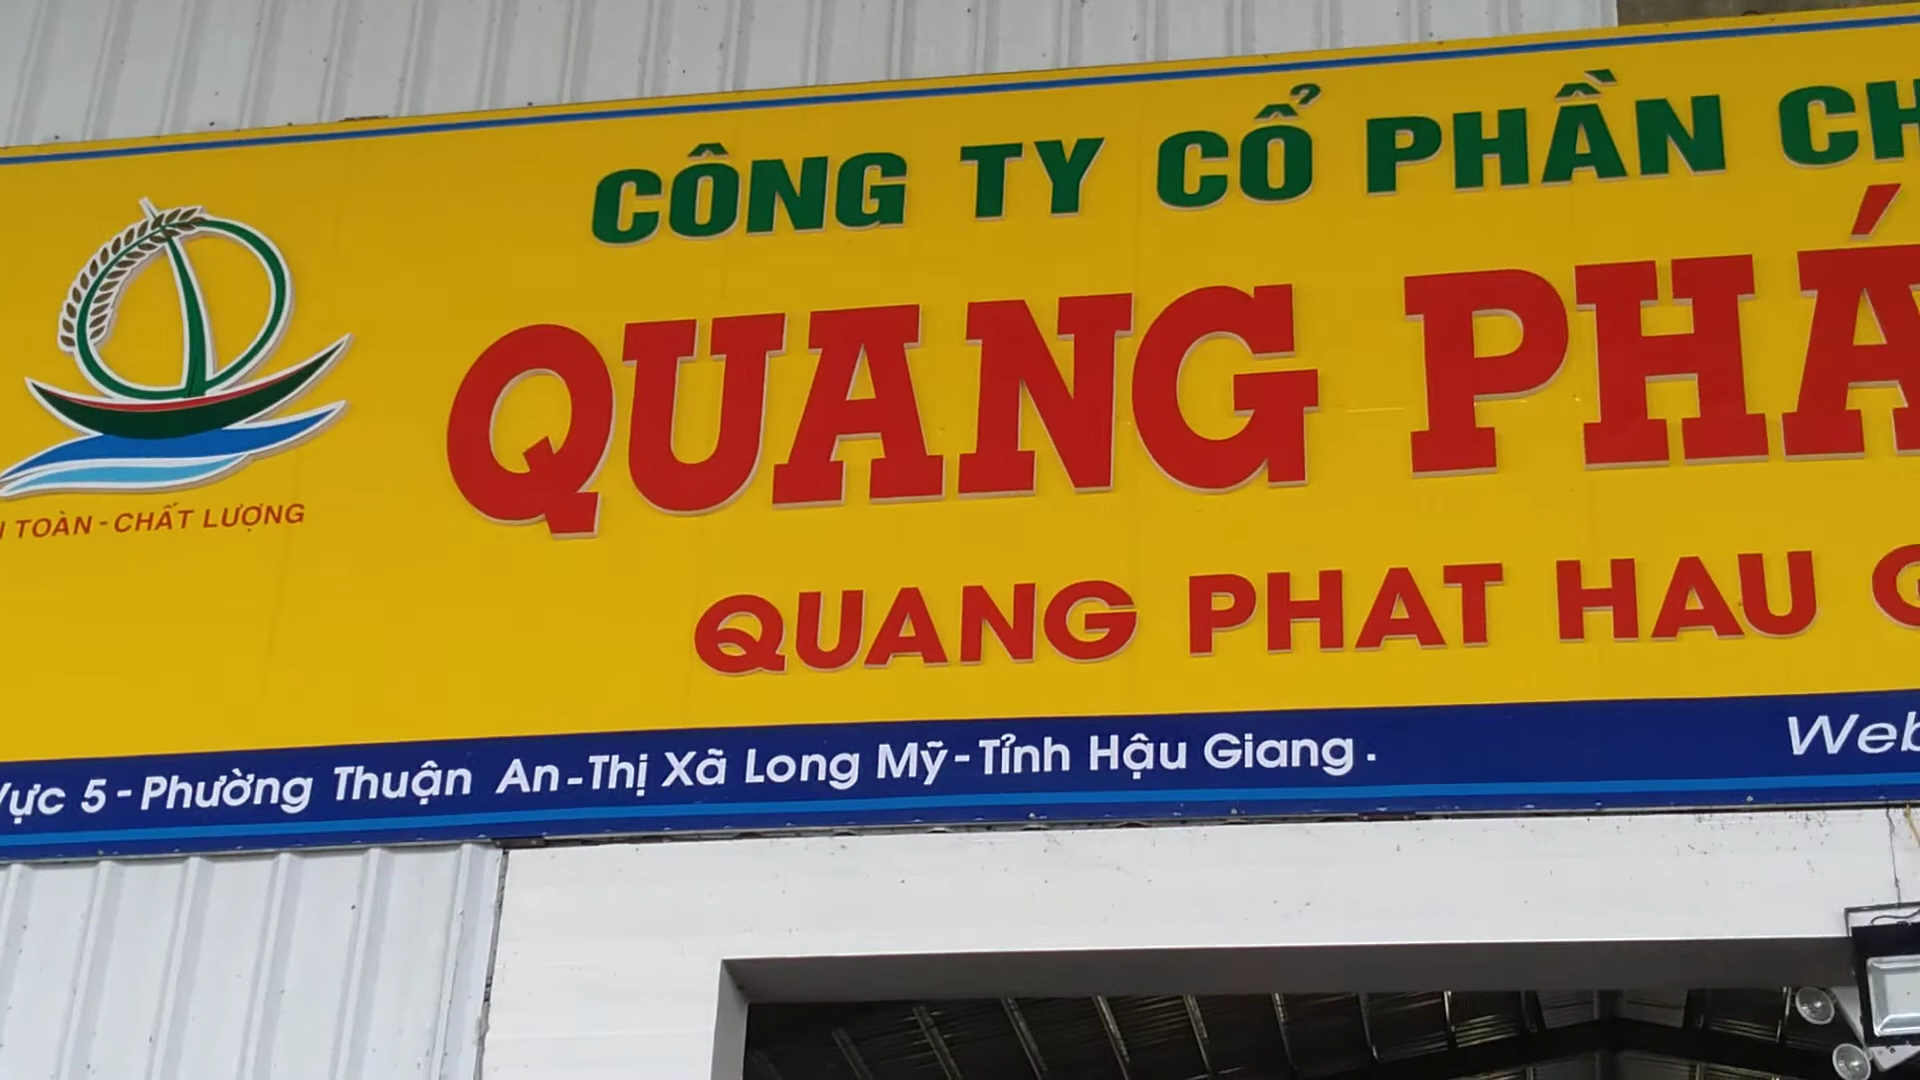 CÔNG TY CỔ PHẦN CH
QUANG PHÁ
TOÀN - CHẤT LƯỢNG
QUANG PHAT HAU G
Vực 5 - Phường Thuận An - Thị Xã Long Mỹ - Tỉnh Hậu Giang .
Web